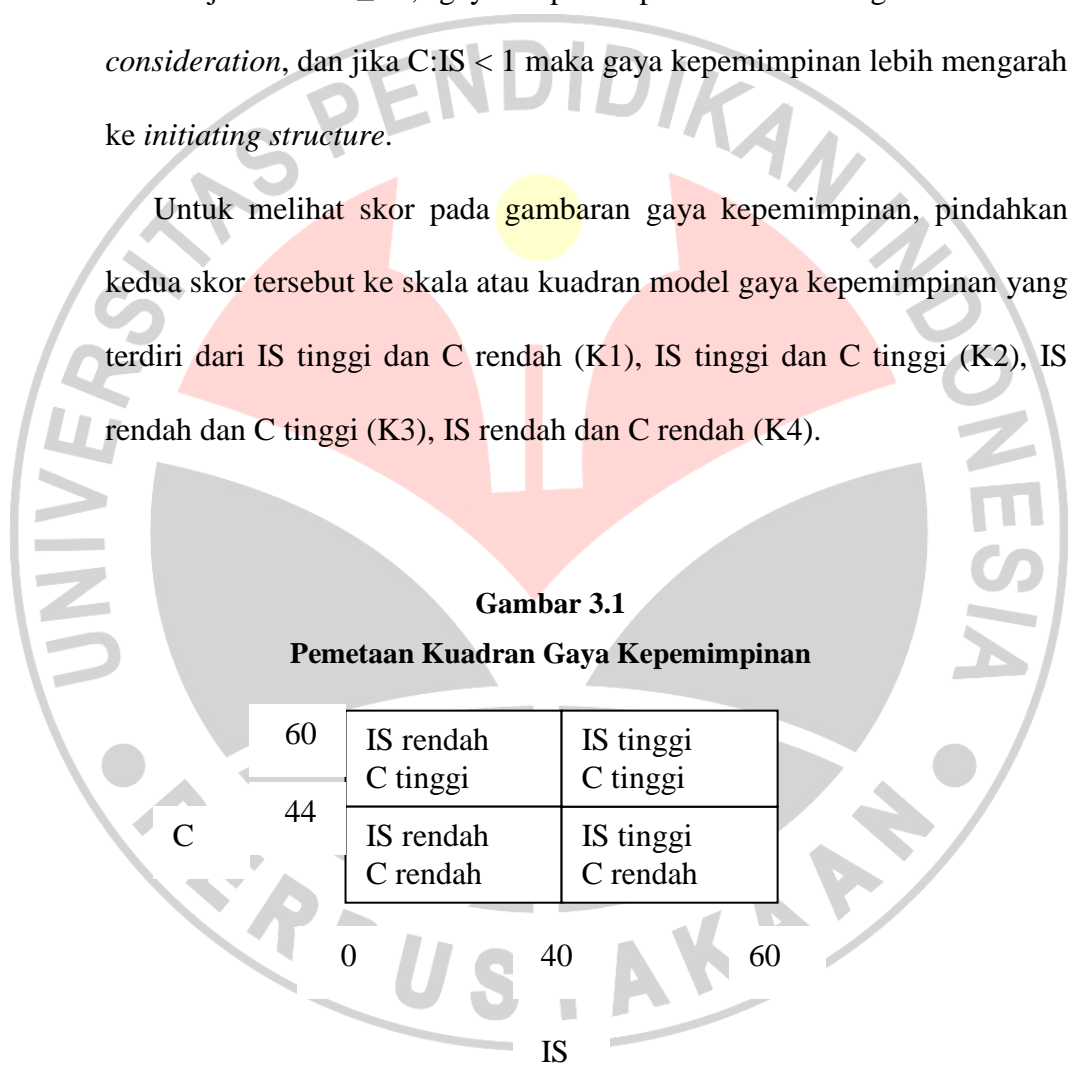 consideration, dan jika C:IS < 1 maka gaya kepemimpinan lebih mengarah
ke initiating structure.
Untuk melihat skor pada gambaran gaya kepemimpinan, pindahkan
kedua skor tersebut ke skala atau kuadran model gaya kepemimpinan yang
terdiri dari IS tinggi dan C rendah (K1), IS tinggi dan C tinggi (K2), IS
rendah dan C tinggi (K3), IS rendah dan C rendah (K4).
Gambar 3.1
Pemetaan Kuadran Gaya Kepemimpinan
60
IS rendah
C tinggi
IS tinggi
C tinggi
44
C
IS rendah
C rendah
IS tinggi
C rendah
0 40 60
IS